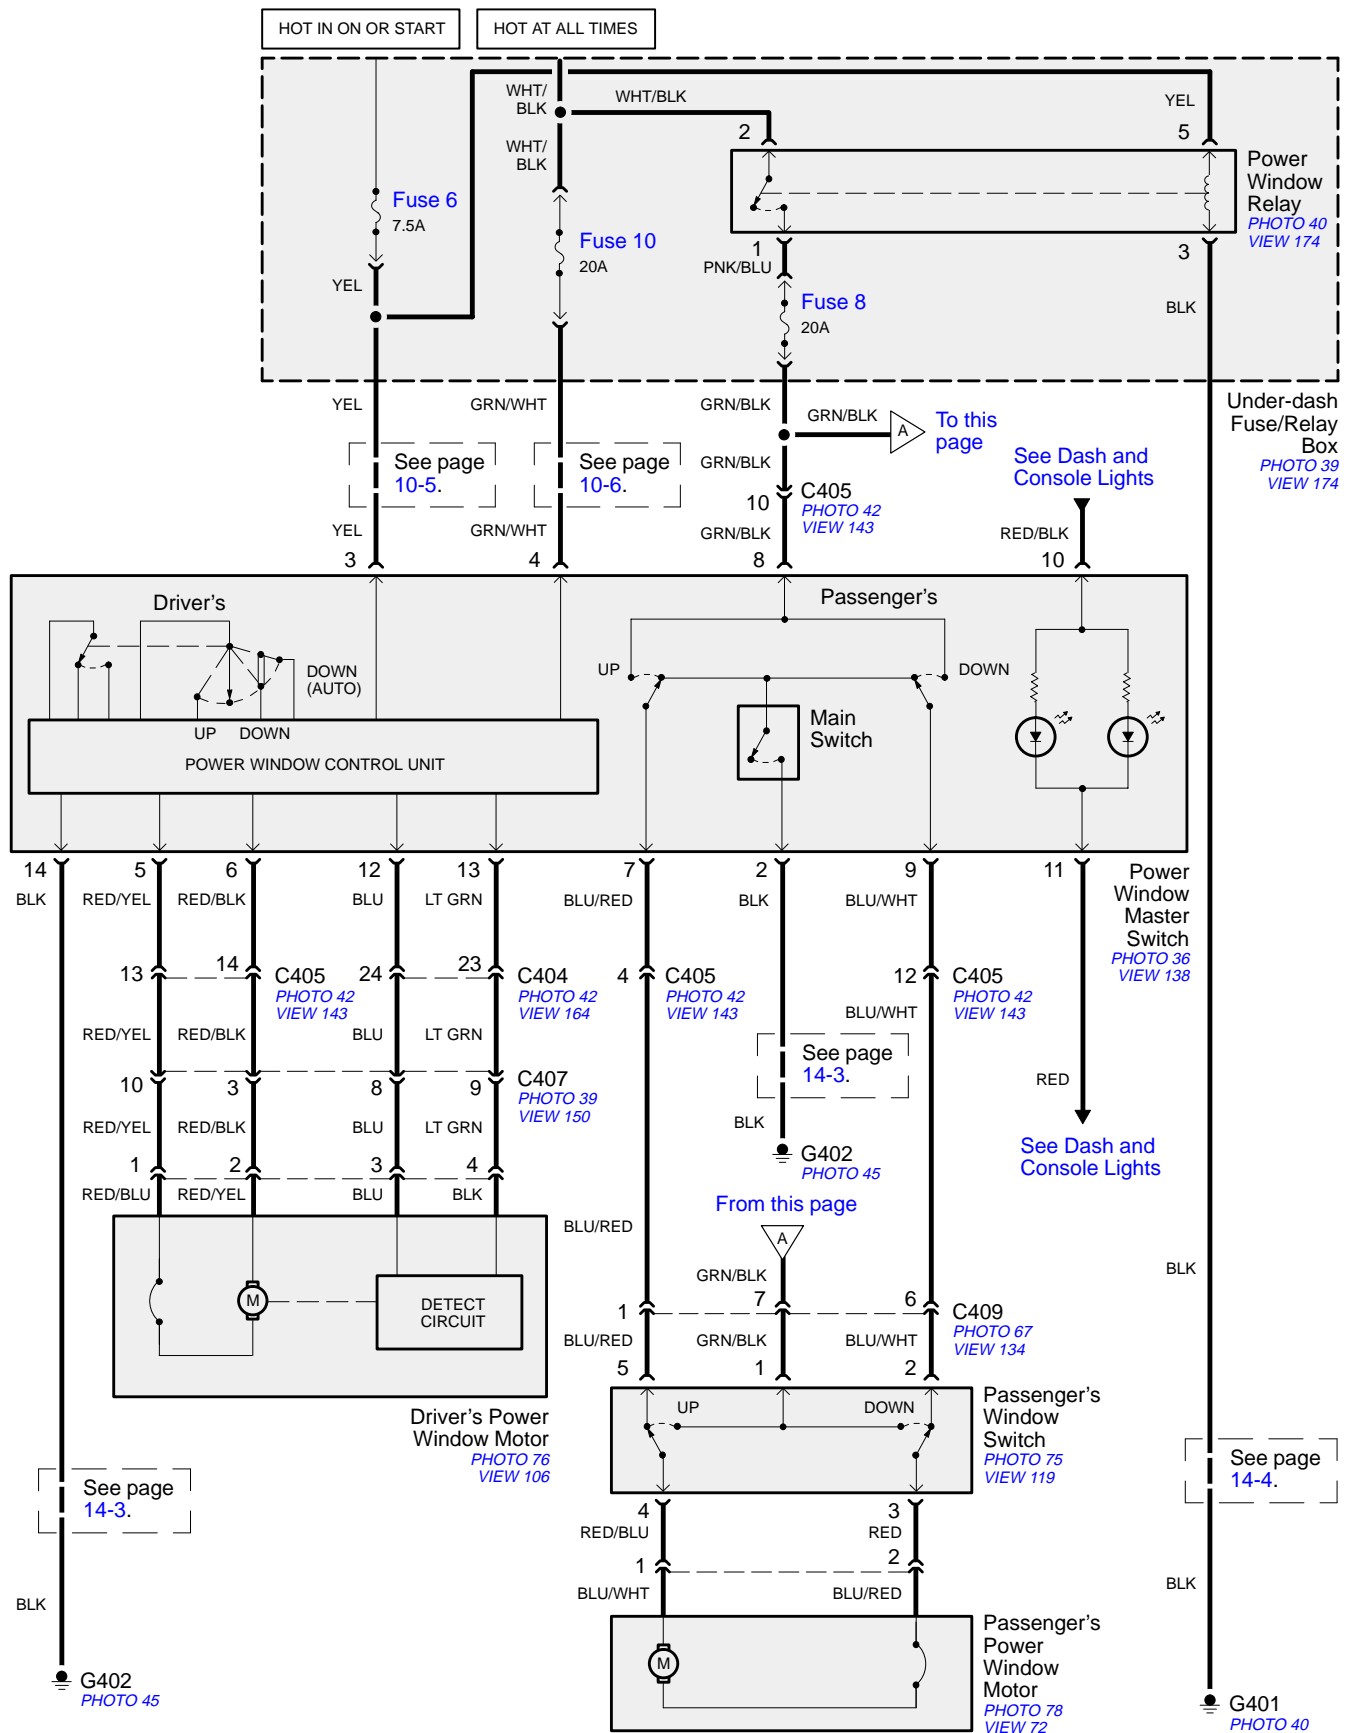 HOT IN ON OR START
HOT AT ALL TIMES
WHT/
BLK
WHT/BLK
YEL
2
5
WHT/
BLK
Power
Window
Relay
PHOTO 40
VIEW 174
Fuse 6
7.5A
Fuse 10
20A
1
PNK/BLU
3
YEL
Fuse 8
20A
BLK
YEL
GRN/WHT
GRN/BLK
GRN/BLK
A
To this
page
Under-dash
Fuse/Relay
Box
PHOTO 39
VIEW 174
See page
10-5.
See page
10-6.
GRN/BLK
See Dash and
Console Lights
10
C405
PHOTO 42
VIEW 143
YEL
GRN/WHT
GRN/BLK
RED/BLK
3
4
8
10
Driver's
Passenger's
DOWN
(AUTO)
UP
DOWN
UP
DOWN
Main
Switch
POWER WINDOW CONTROL UNIT
14
5
6
12
13
7
2
9
11
Power
Window
Master
Switch
PHOTO 36
VIEW 138
BLK
RED/YEL
RED/BLK
BLU
LT GRN
BLU/RED
BLK
BLU/WHT
13
14
C405
PHOTO 42
VIEW 143
24
23
C404
PHOTO 42
VIEW 164
4
C405
PHOTO 42
VIEW 143
12
C405
PHOTO 42
VIEW 143
RED/YEL
RED/BLK
BLU
LT GRN
BLU/WHT
See page
14-3.
10
3
8
9
C407
PHOTO 39
VIEW 150
RED
RED/YEL
RED/BLK
BLU
LT GRN
BLK
1
2
3
4
G402
PHOTO 45
See Dash and
Console Lights
RED/BLU
RED/YEL
BLU
BLK
From this page
A
BLU/RED
GRN/BLK
BLK
M
DETECT
CIRCUIT
1
7
6
C409
PHOTO 67
VIEW 134
BLU/RED
GRN/BLK
BLU/WHT
5
1
2
Driver's Power
Window Motor
PHOTO 76
VIEW 106
UP
DOWN
Passenger's
Window
Switch
PHOTO 75
VIEW 119
See page
14-3.
See page
14-4.
4
3
RED/BLU
RED
1
2
BLU/WHT
BLU/RED
BLK
BLK
M
Passenger's
Power
Window
Motor
PHOTO 78
VIEW 72
G402
PHOTO 45
G401
PHOTO 40